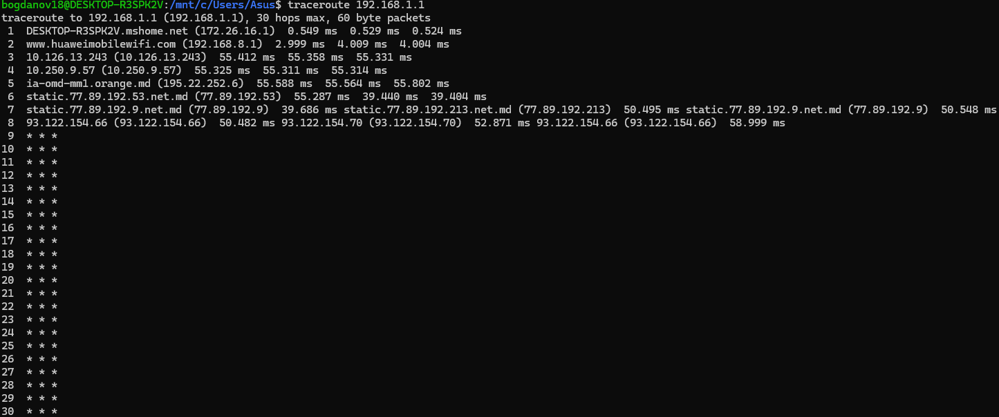 bogdanov18@DESKTOP-R3SPK2V:/mnt/c/Users/Asus$ traceroute 192.168.1.1
traceroute to 192.168.1.1 (192.168.1.1), 30 hops max, 60 byte packets
 1  DESKTOP-R3SPK2V.mshome.net (172.26.16.1)  0.549 ms  0.529 ms  0.524 ms
 2  www.huaweimobilewifi.com (192.168.8.1)  2.999 ms  4.009 ms  4.004 ms
 3  10.126.13.243 (10.126.13.243)  55.412 ms  55.358 ms  55.331 ms
 4  10.250.9.57 (10.250.9.57)  55.325 ms  55.311 ms  55.314 ms
 5  ia-omd-mm1.orange.md (195.22.252.6)  55.588 ms  55.564 ms  55.802 ms
 6  static.77.89.192.53.net.md (77.89.192.53)  55.287 ms  39.440 ms  39.404 ms
 7  static.77.89.192.9.net.md (77.89.192.9)  39.686 ms static.77.89.192.213.net.md (77.89.192.213)  50.495 ms static.77.89.192.9.net.md (77.89.192.9)  50.548 ms
 8  93.122.154.66 (93.122.154.66)  50.482 ms 93.122.154.70 (93.122.154.70)  52.871 ms 93.122.154.66 (93.122.154.66)  58.999 ms
 9  * * *
10  * * *
11  * * *
12  * * *
13  * * *
14  * * *
15  * * *
16  * * *
17  * * *
18  * * *
19  * * *
20  * * *
21  * * *
22  * * *
23  * * *
24  * * *
25  * * *
26  * * *
27  * * *
28  * * *
29  * * *
30  * * *